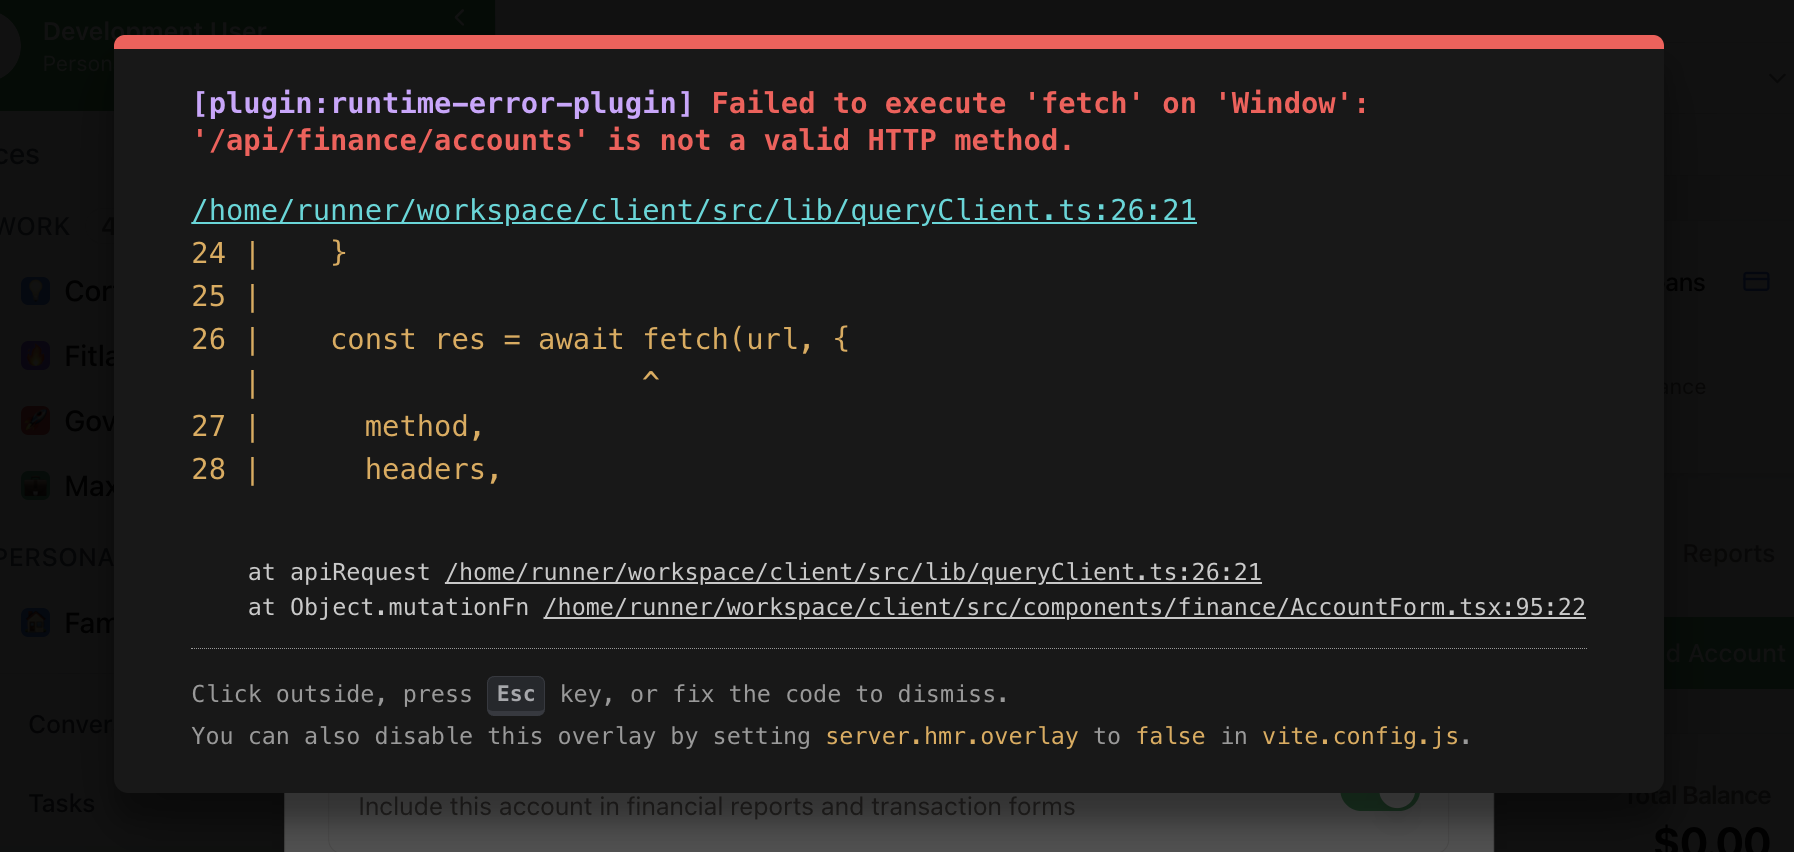 Development User
Person
[plugin:runtime-error-plugin] Failed to execute 'fetch' on 'Window':
'/api/finance/accounts' is not a valid HTTP method.
ces
/home/runner/workspace/client/src/lib/queryClient.ts:26:21
WORK 4
24 |    }
25 |
Cor
ans
26 |    const res = await fetch(url, {
Fitla
   |                      ^
nce
Gov
27 |      method,
28 |      headers,
Max
PERSONA
Reports
at apiRequest /home/runner/workspace/client/src/lib/queryClient.ts:26:21
at Object.mutationFn /home/runner/workspace/client/src/components/finance/AccountForm.tsx:95:22
Fam
d Account
Click outside, press Esc key, or fix the code to dismiss.
Conver
You can also disable this overlay by setting server.hmr.overlay to false in vite.config.js.
Tasks
Include this account in financial reports and transaction forms
Total Balance
$0.00